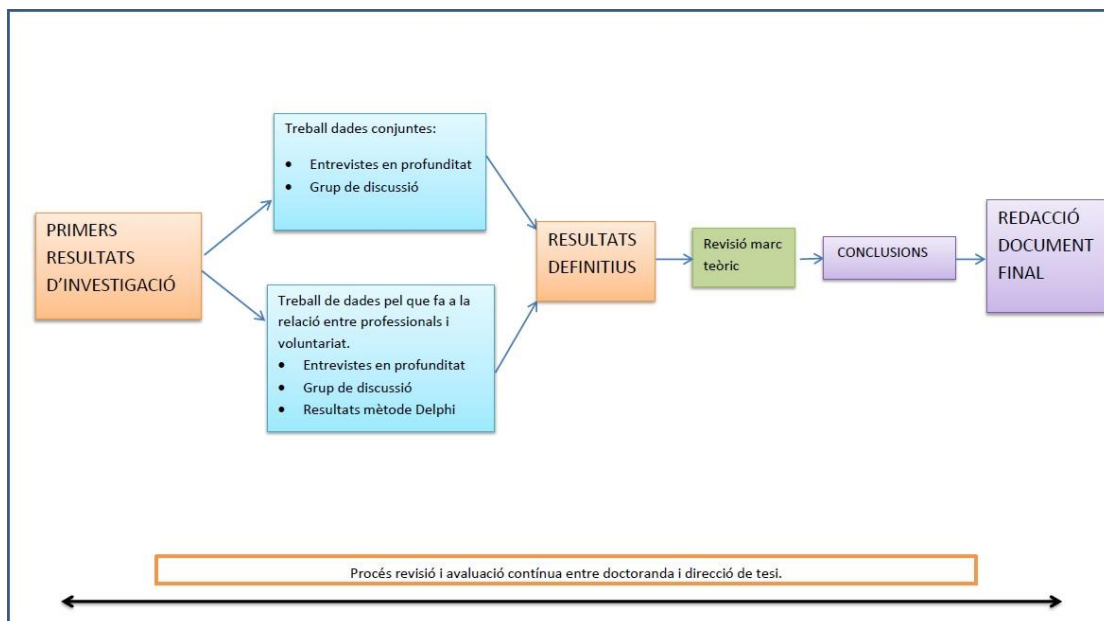 PRIMERS
RESULTATS
D’INVESTIGACIÓ
Treball dades conjuntes:
• Entrevistes en profunditat
• Grup de discussió
Treball de dades pel que fa a la
relació entre professionals i
voluntariat.
• Entrevistes en profunditat
• Grup de discussió
• Resultats mètode Delphi
RESULTATS
DEFINITIUS
Revisió marc
teòric
CONCLUSIONS
REDACCIÓ
DOCUMENT
FINAL
Procés revisió i avaluació contínua entre doctoranda i direcció de tesi.